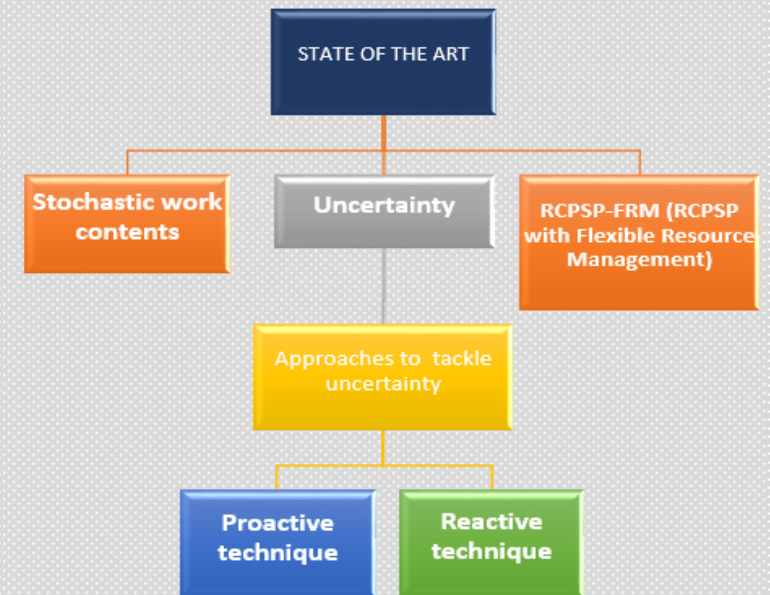 STATE OF THE ART
Stochastic work
contents
Uncertainty
RCPSP-FRM (RCPSP
with Flexible Resource
Management)
Approaches to tackle
uncertainty
Proactive
technique
Reactive
technique